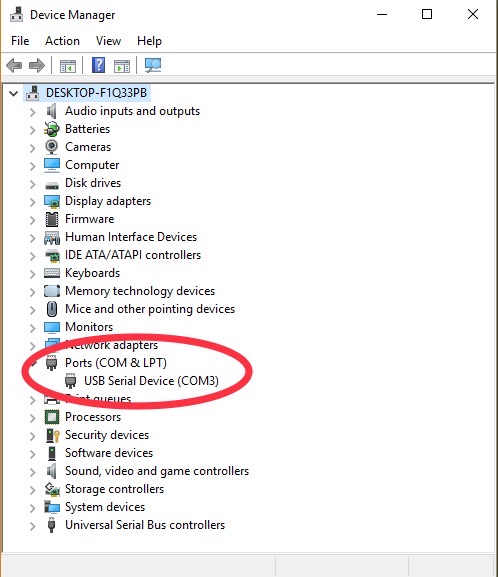 Device Manager
File Action View Help
DESKTOP-F1Q33PB
Audio inputs and outputs
Batteries
Cameras
Computer
Disk drives
Display adapters
Firmware
Human Interface Devices
IDE ATA/ATAPI controllers
Keyboards
Memory technology devices
Mice and other pointing devices
Monitors
Network adapters
Ports (COM & LPT)
USB Serial Device (COM3)
Print queues
Processors
Security devices
Software devices
Sound, video and game controllers
Storage controllers
System devices
Universal Serial Bus controllers